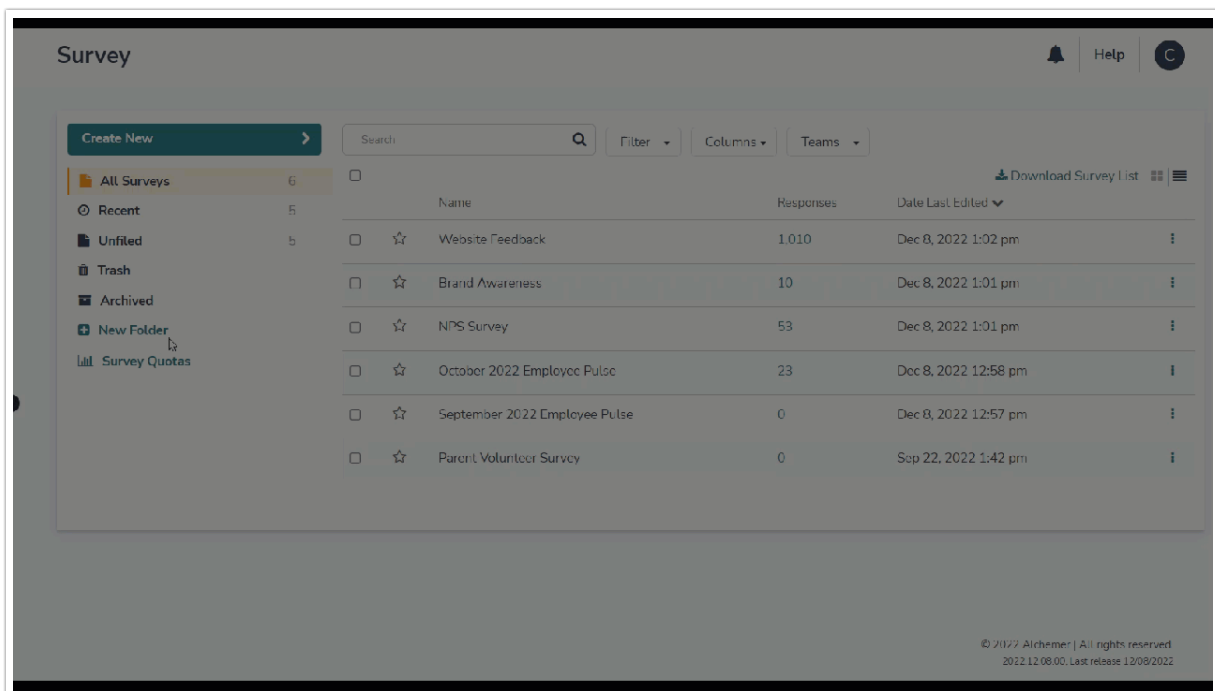 Survey
Help
C
Create New
Search
Filter
Columns
Teams
All Surveys 6
Download Survey List
Recent 5
Name Responses Date Last Edited
Unfiled 5
Website Feedback 1,010 Dec 8, 2022 1:02 pm
Trash
Brand Awareness 10 Dec 8, 2022 1:01 pm
Archived
NPS Survey 53 Dec 8, 2022 1:01 pm
New Folder
Survey Quotas
October 2022 Employee Pulse 23 Dec 8, 2022 12:58 pm
September 2022 Employee Pulse 0 Dec 8, 2022 12:57 pm
Parent Volunteer Survey 0 Sep 22, 2022 1:42 pm
© 2022 Alchemer | All rights reserved.
2022.12.08.00. Last release 12/08/2022